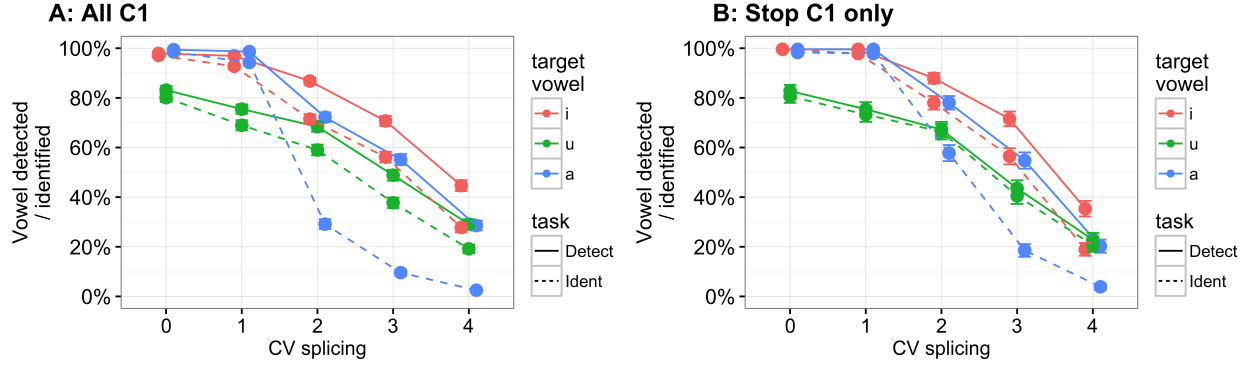 A: All C1
Vowel detected
/ identified
100%
80%
60%
40%
20%
0%
0 1 2 3 4
CV splicing
target
vowel
i
u
a
task
Detect
Ident
B: Stop C1 only
Vowel detected
/ identified
100%
80%
60%
40%
20%
0%
0 1 2 3 4
CV splicing
target
vowel
i
u
a
task
Detect
Ident